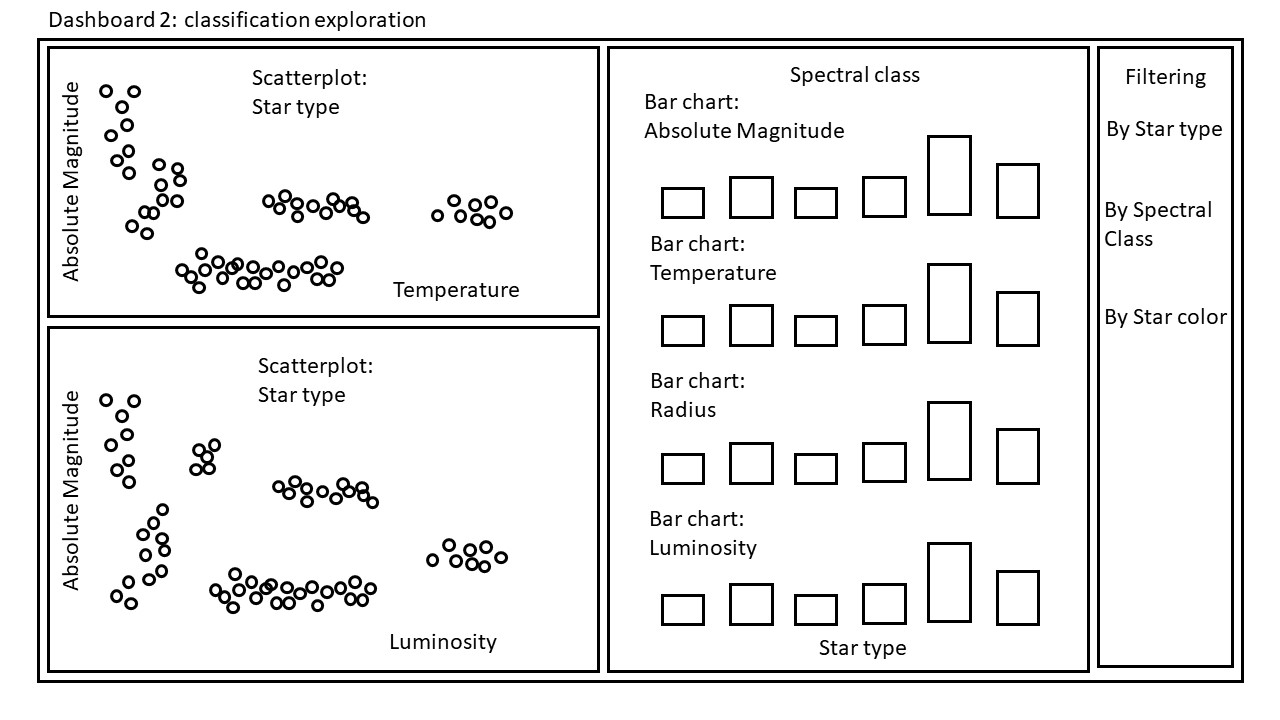 Dashboard 2: classification exploration
Scatterplot:
Star type
Absolute Magnitude
Temperature
Scatterplot:
Star type
Absolute Magnitude
Luminosity
Spectral class
Bar chart:
Absolute Magnitude
Bar chart:
Temperature
Bar chart:
Radius
Bar chart:
Luminosity
Star type
Filtering
By Star type
By Spectral
Class
By Star color